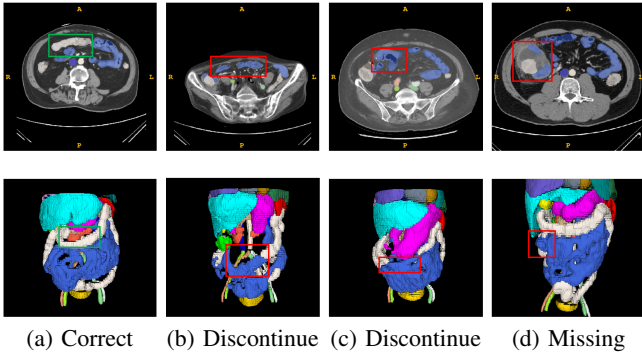 A A A A
R L R L R L R L
P P P P
(a) Correct (b) Discontinue (c) Discontinue (d) Missing